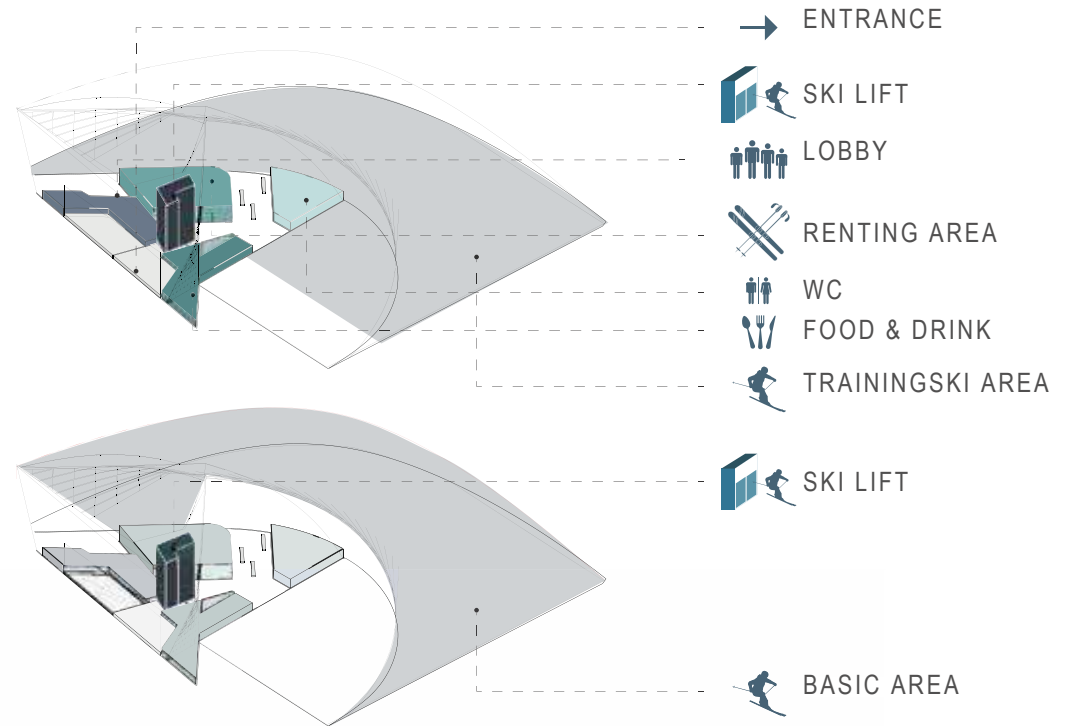 ENTRANCE
SKI LIFT
LOBBY
RENTING AREA
WC
FOOD & DRINK
TRAININGSKI AREA
SKI LIFT
BASIC AREA